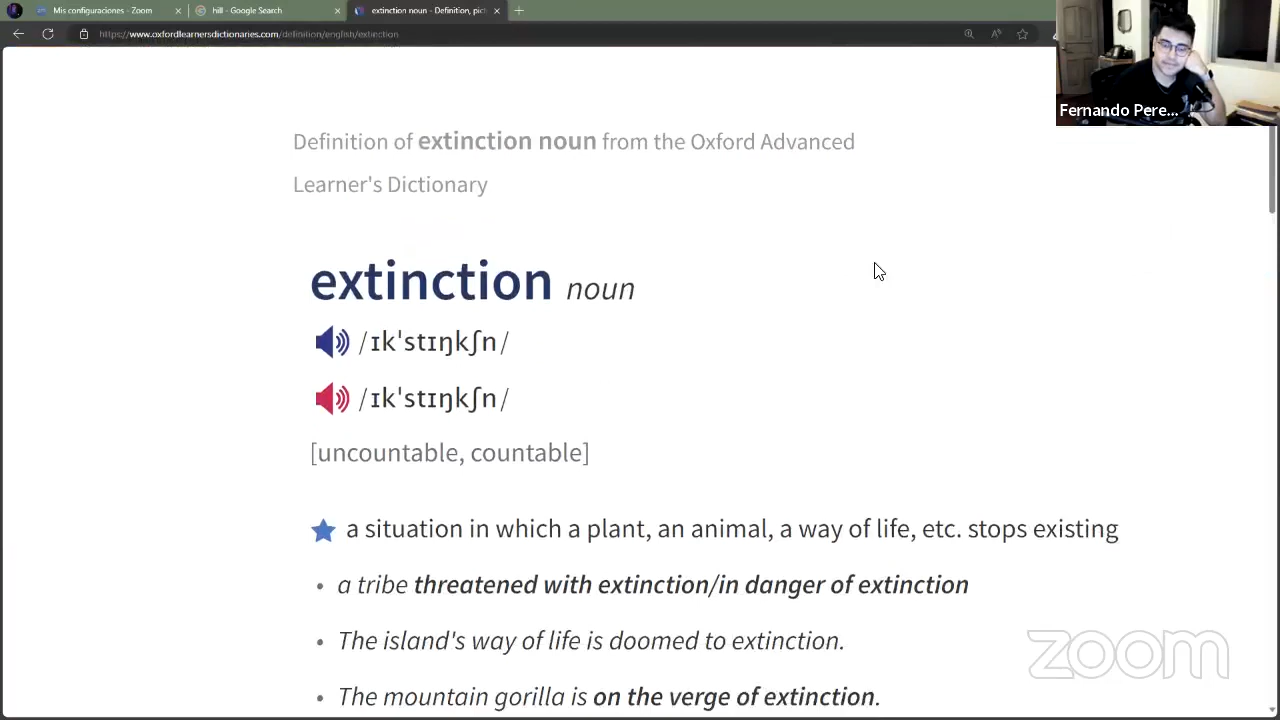 Mis configuraciones - Zoom
hill - Google Search
extinction noun - Definition, pict
https://www.oxfordlearnersdictionaries.com/definition/english/extinction
Fernando Pere...
Definition of extinction noun from the Oxford Advanced
Learner's Dictionary
extinction noun
/ɪkˈstɪŋkʃn/
/ɪkˈstɪŋkʃn/
[uncountable, countable]
a situation in which a plant, an animal, a way of life, etc. stops existing
• a tribe threatened with extinction/in danger of extinction
• The island's way of life is doomed to extinction.
• The mountain gorilla is on the verge of extinction.
zoom